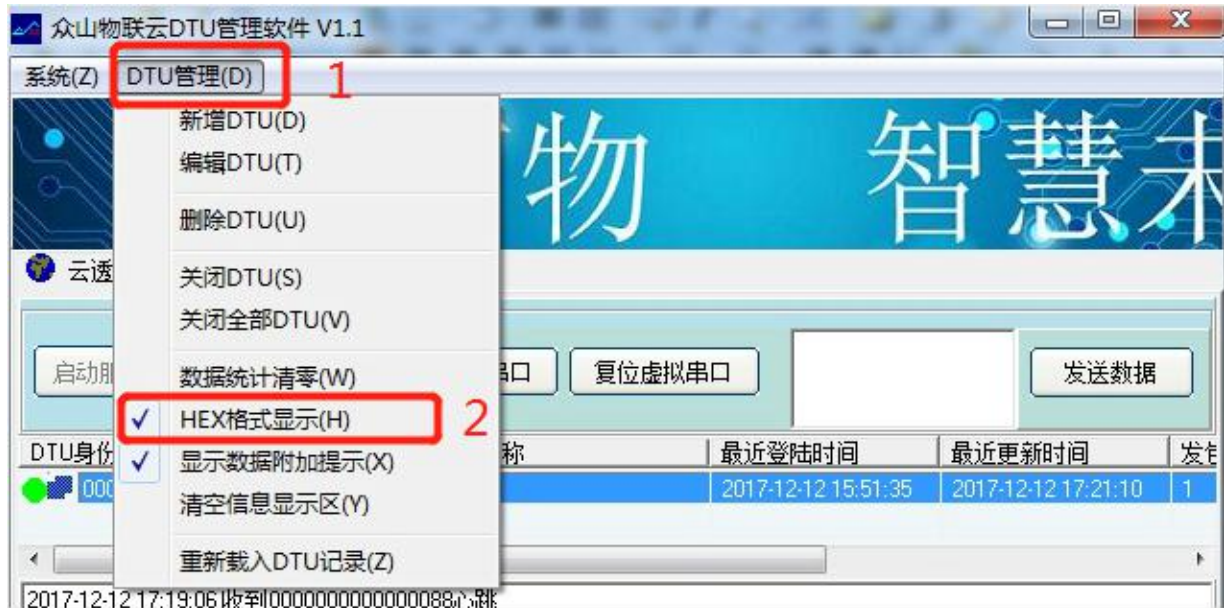 众山物联云DTU管理软件 V1.1
系统(Z) DTU管理(D) 1
新增DTU(D)
物 智慧未
编辑DTU(T)
删除DTU(U)
云透
关闭DTU(S)
关闭全部DTU(V)
启动 串口 复位虚拟串口 发送数据
数据统计清零(W)
✓ HEX格式显示(H) 2
DTU身份 称 最近登陆时间 最近更新时间 发包
✓ 显示数据附加提示(X)
000 2017-12-12 15:51:35 2017-12-12 17:21:10 1
清空信息显示区(Y)
重新载入DTU记录(Z)
2017-12-12 17:19:06 收到0000000000000088心跳